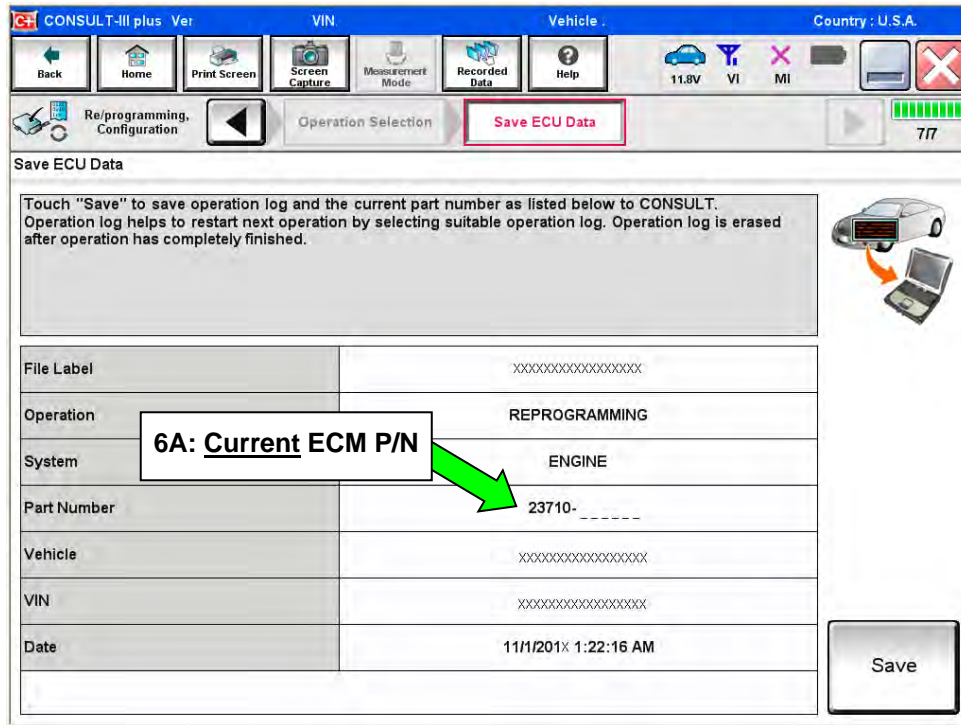 C+ CONSULT-III plus Ver VIN Vehicle : Country : U.S.A.
Back Home Print Screen Screen Capture Measurement Mode Recorded Data Help 11.8V VI MI
Re/programming, Configuration Operation Selection Save ECU Data 7/7
Save ECU Data
Touch "Save" to save operation log and the current part number as listed below to CONSULT.
Operation log helps to restart next operation by selecting suitable operation log. Operation log is erased
after operation has completely finished.
File Label XXXXXXXXXXXXXXXXX
Operation REPROGRAMMING
6A: Current ECM P/N
System ENGINE
Part Number 23710-_ _ _ _ _ _
Vehicle XXXXXXXXXXXXXXXXX
VIN XXXXXXXXXXXXXXXXX
Date 11/1/201X 1:22:16 AM
Save